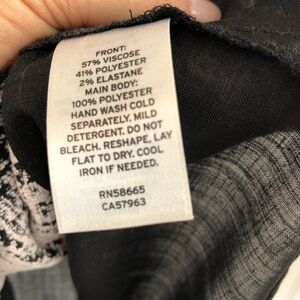 FRONT:
57% VISCOSE
41% POLYESTER
2% ELASTANE
MAIN BODY:
100% POLYESTER
HAND WASH COLD
SEPARATELY. MILD
DETERGENT. DO NOT
BLEACH. RESHAPE, LAY
FLAT TO DRY. COOL
IRON IF NEEDED.
RN58665
CA57963